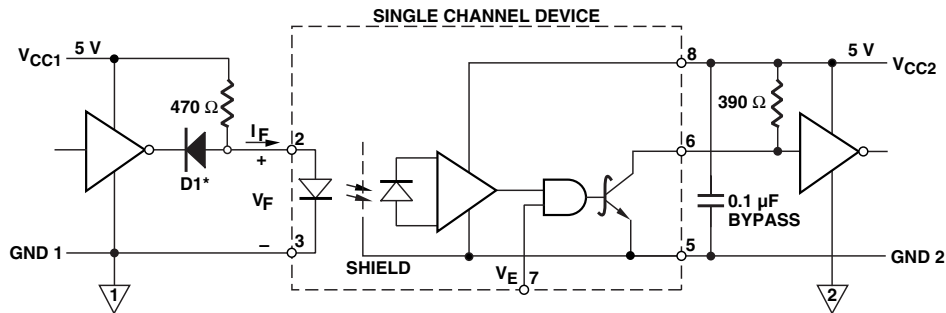 SINGLE CHANNEL DEVICE
VCC1
5 V
8
5 V
VCC2
470 Ω
390 Ω
IF
2
6
+
D1*
VF
0.1 µF
BYPASS
GND 1
–
3
SHIELD
5
GND 2
VE
7
1
2